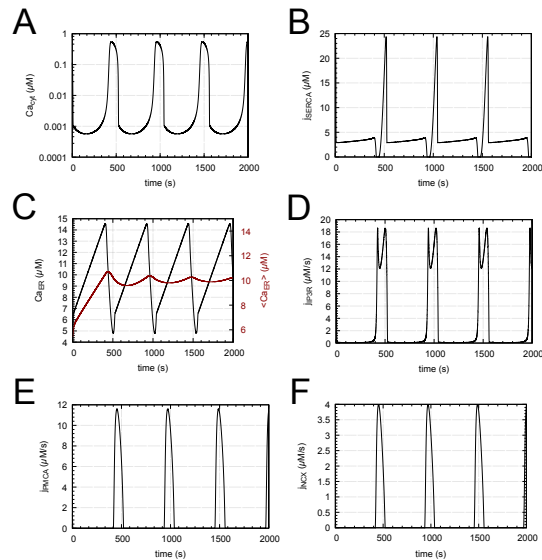 A
Ca_cyt (µM)
1
0.1
0.01
0.001
0.0001
0 500 1000 1500 2000
time (s)
B
j_SERCA (µM)
25
20
15
10
5
0
0 500 1000 1500 2000
time (s)
C
Ca_ER (µM)
15
14
13
12
11
10
9
8
7
6
5
4
14
12
10
8
6
<Ca_ER> (µM)
0 500 1000 1500 2000
time (s)
D
j_IP3R (µM/s)
20
18
16
14
12
10
8
6
4
2
0
0 500 1000 1500 2000
time (s)
E
j_PMCA (µM/s)
12
10
8
6
4
2
0
0 500 1000 1500 2000
time (s)
F
j_NCX (µM/s)
4
3.5
3
2.5
2
1.5
1
0.5
0
0 500 1000 1500 2000
time (s)